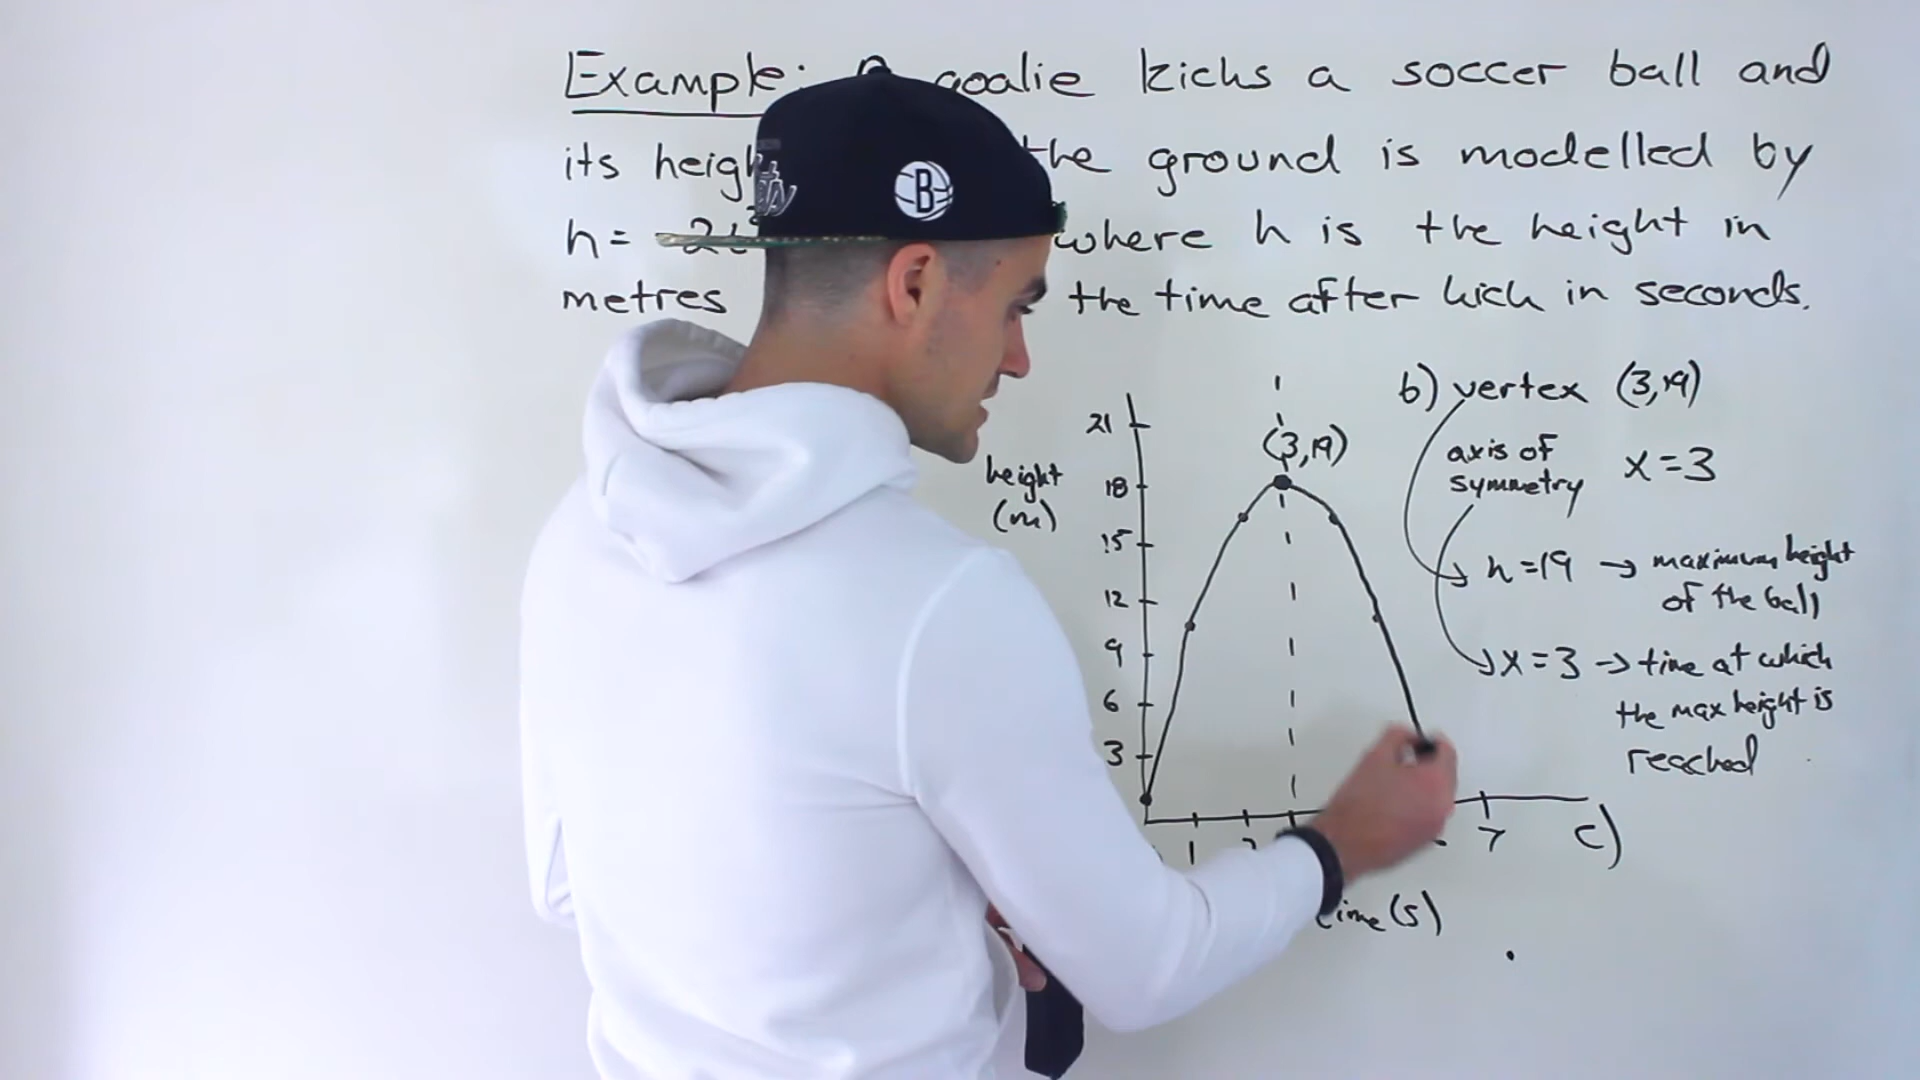 Example: goalie kicks a soccer ball and
its heigh the ground is modelled by
h = -2t² where h is the height in
metres the time after kick in seconds.
b) vertex (3,19)
axis of
symmetry x = 3
h = 19 → maximum height
of the ball
x = 3 → time at which
the max height is
reached
(3,19)
height
(m)
21
18
15
12
9
6
3
1 2 7
time (s)
c)
B